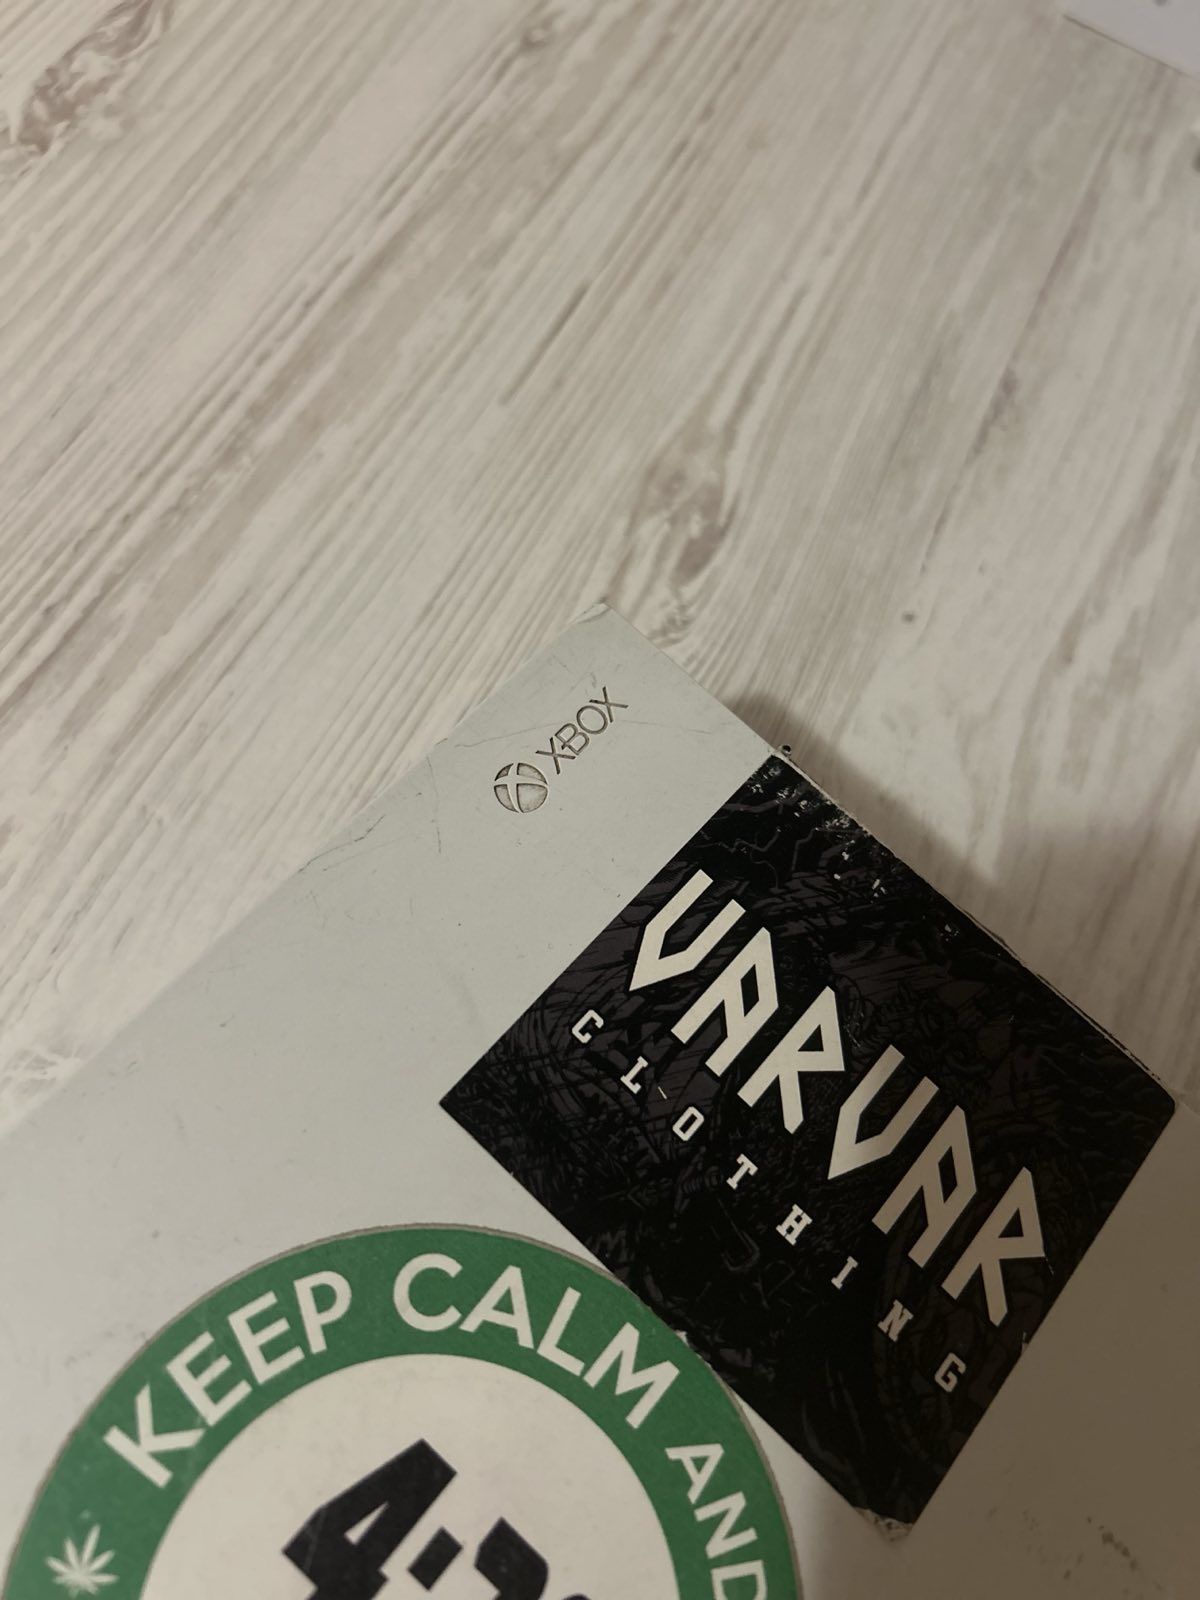 XBOX
VARVAR
CLOTHING
KEEP CALM AND